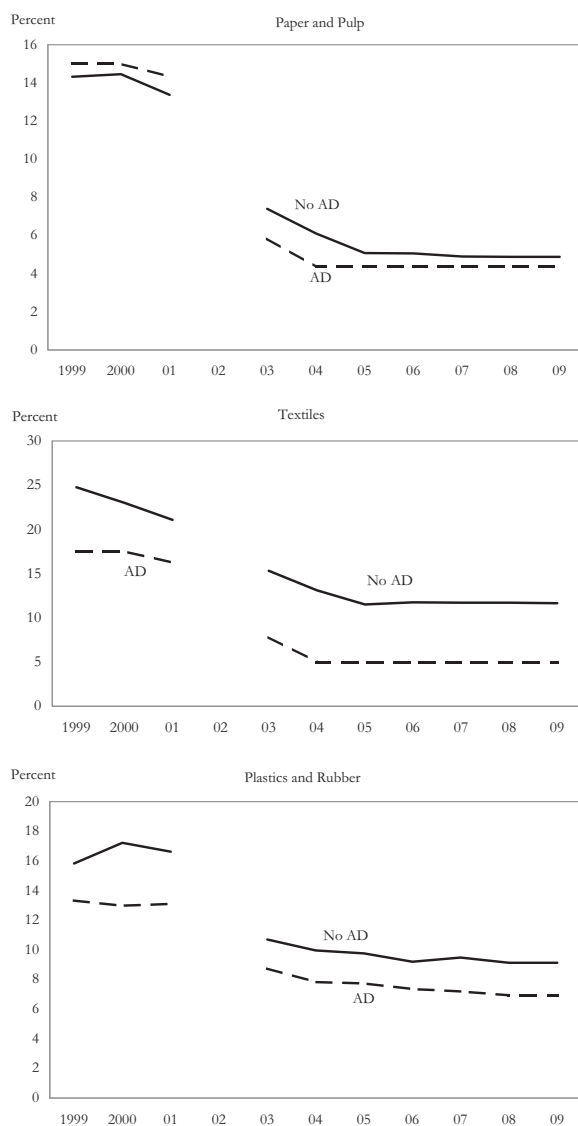 Percent Paper and Pulp
16
14
12
10
8
No AD
6
4
AD
2
0
1999 2000 01 02 03 04 05 06 07 08 09
Percent Textiles
30
25
20
15
AD
No AD
10
5
0
1999 2000 01 02 03 04 05 06 07 08 09
Percent Plastics and Rubber
20
18
16
14
12
No AD
10
8
AD
6
4
2
0
1999 2000 01 02 03 04 05 06 07 08 09